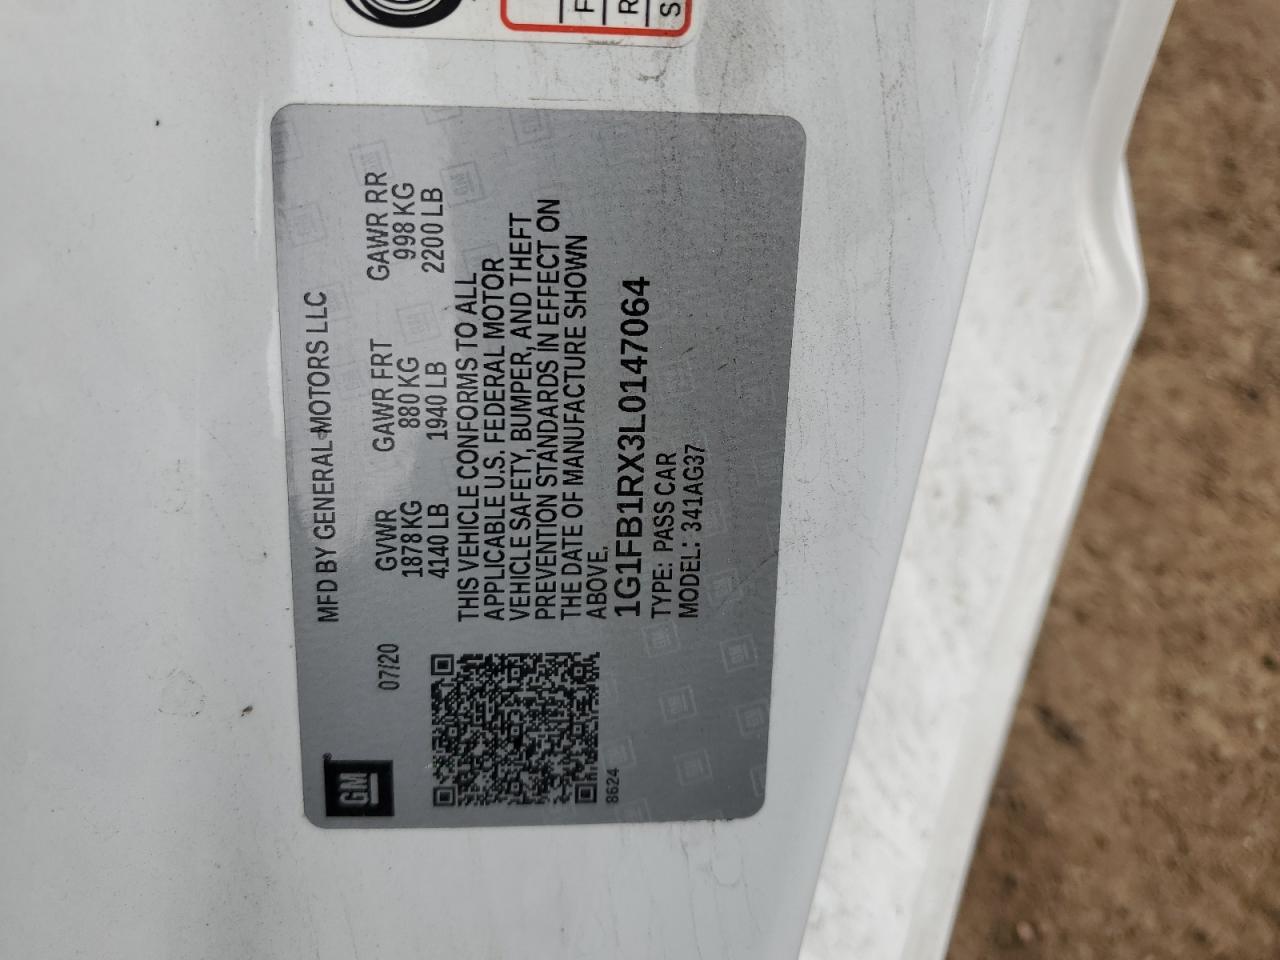 F
R
S
MFD BY GENERAL MOTORS LLC
07/20
GVWR GAWR FRT GAWR RR
1878 KG 880 KG 998 KG
4140 LB 1940 LB 2200 LB
THIS VEHICLE CONFORMS TO ALL
APPLICABLE U.S. FEDERAL MOTOR
VEHICLE SAFETY, BUMPER, AND THEFT
PREVENTION STANDARDS IN EFFECT ON
THE DATE OF MANUFACTURE SHOWN
ABOVE.
1G1FB1RX3L0147064
TYPE: PASS CAR
MODEL: 341AG37
GM
8624